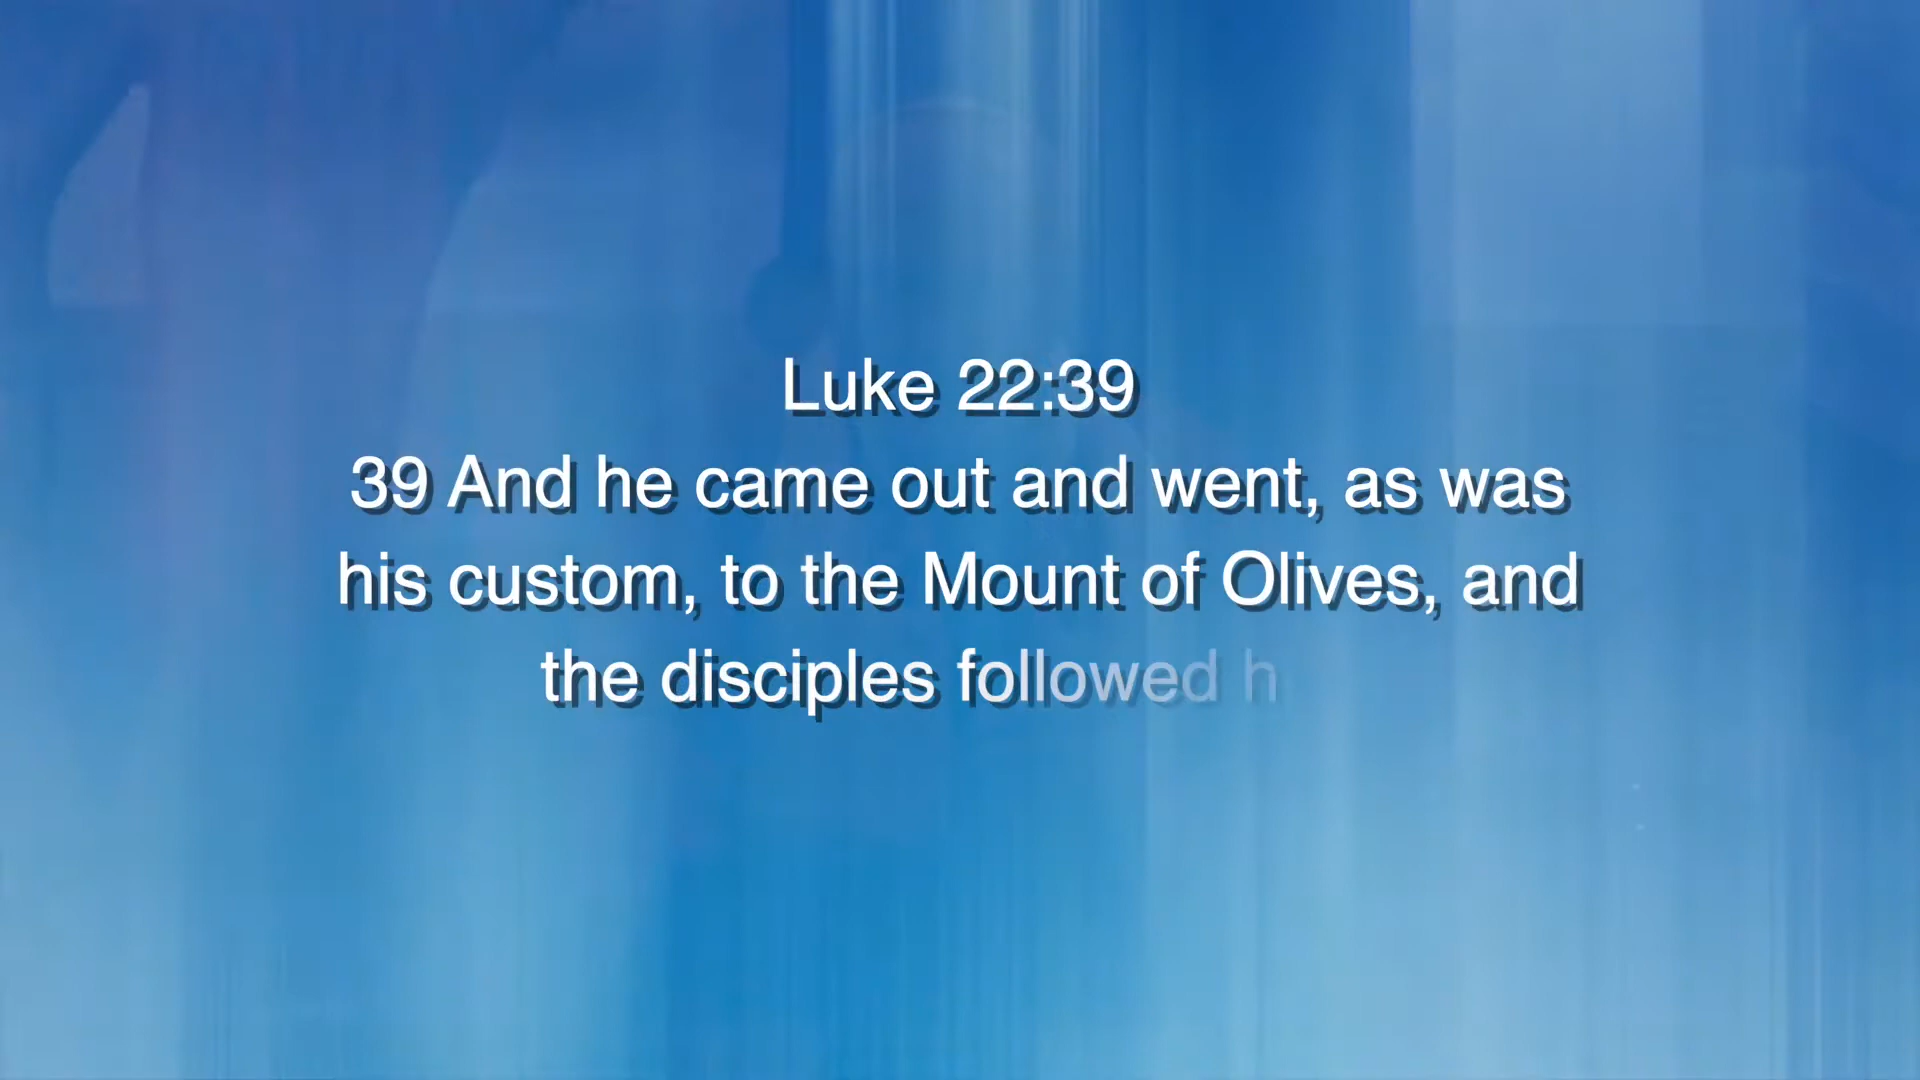 Luke 22:39
39 And he came out and went, as was
his custom, to the Mount of Olives, and
the disciples followed h